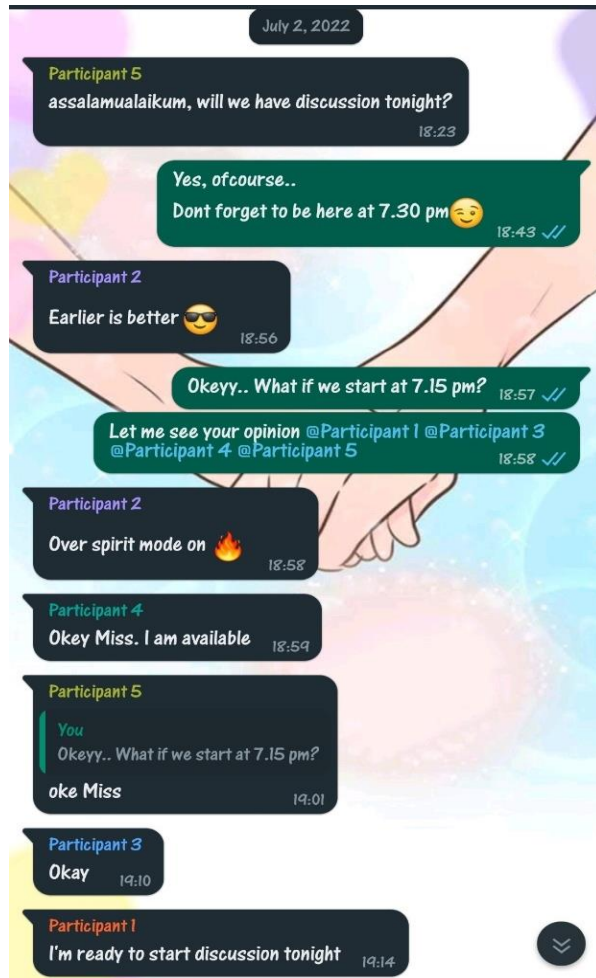 July 2, 2022
Participant 5
assalamualaikum, will we have discussion tonight?
18:23
Yes, ofcourse..
Dont forget to be here at 7.30 pm😉
18:43
Participant 2
Earlier is better 😎
18:56
Okeyy.. What if we start at 7.15 pm? 18:57
Let me see your opinion @Participant 1 @Participant 3
@Participant 4 @Participant 5
18:58
Participant 2
Over spirit mode on 🔥
18:58
Participant 4
Okey Miss. I am available 18:59
Participant 5
You
Okeyy.. What if we start at 7.15 pm?
oke Miss 19:01
Participant 3
Okay 19:10
Participant 1
I'm ready to start discussion tonight 19:14